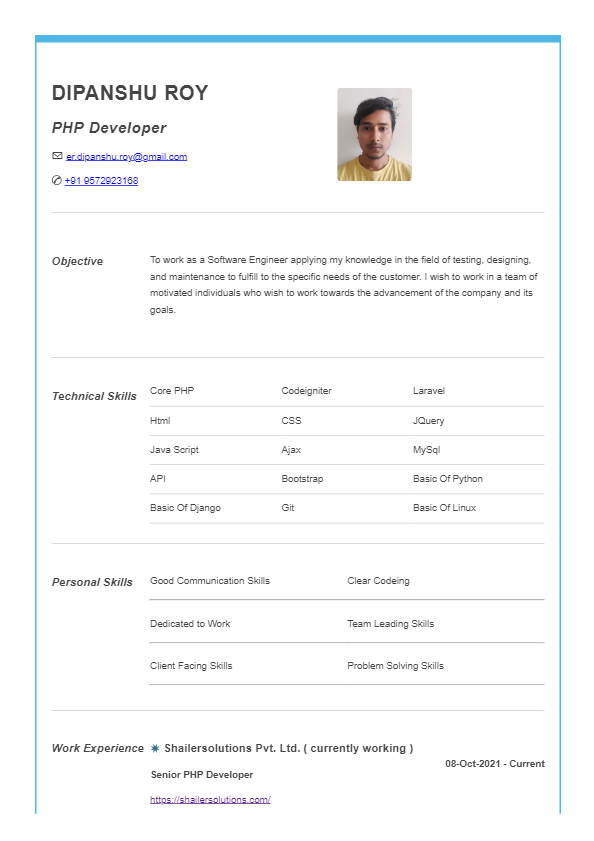 DIPANSHU ROY
PHP Developer
er.dipanshu.roy@gmail.com
+91 9572923168
Objective
To work as a Software Engineer applying my knowledge in the field of testing, designing,
and maintenance to fulfill to the specific needs of the customer. I wish to work in a team of
motivated individuals who wish to work towards the advancement of the company and its
goals.
Technical Skills
Core PHP Codeigniter Laravel
Html CSS JQuery
Java Script Ajax MySql
API Bootstrap Basic Of Python
Basic Of Django Git Basic Of Linux
Personal Skills
Good Communication Skills Clear Codeing
Dedicated to Work Team Leading Skills
Client Facing Skills Problem Solving Skills
Work Experience
Shailersolutions Pvt. Ltd. ( currently working )
08-Oct-2021 - Current
Senior PHP Developer
https://shailersolutions.com/